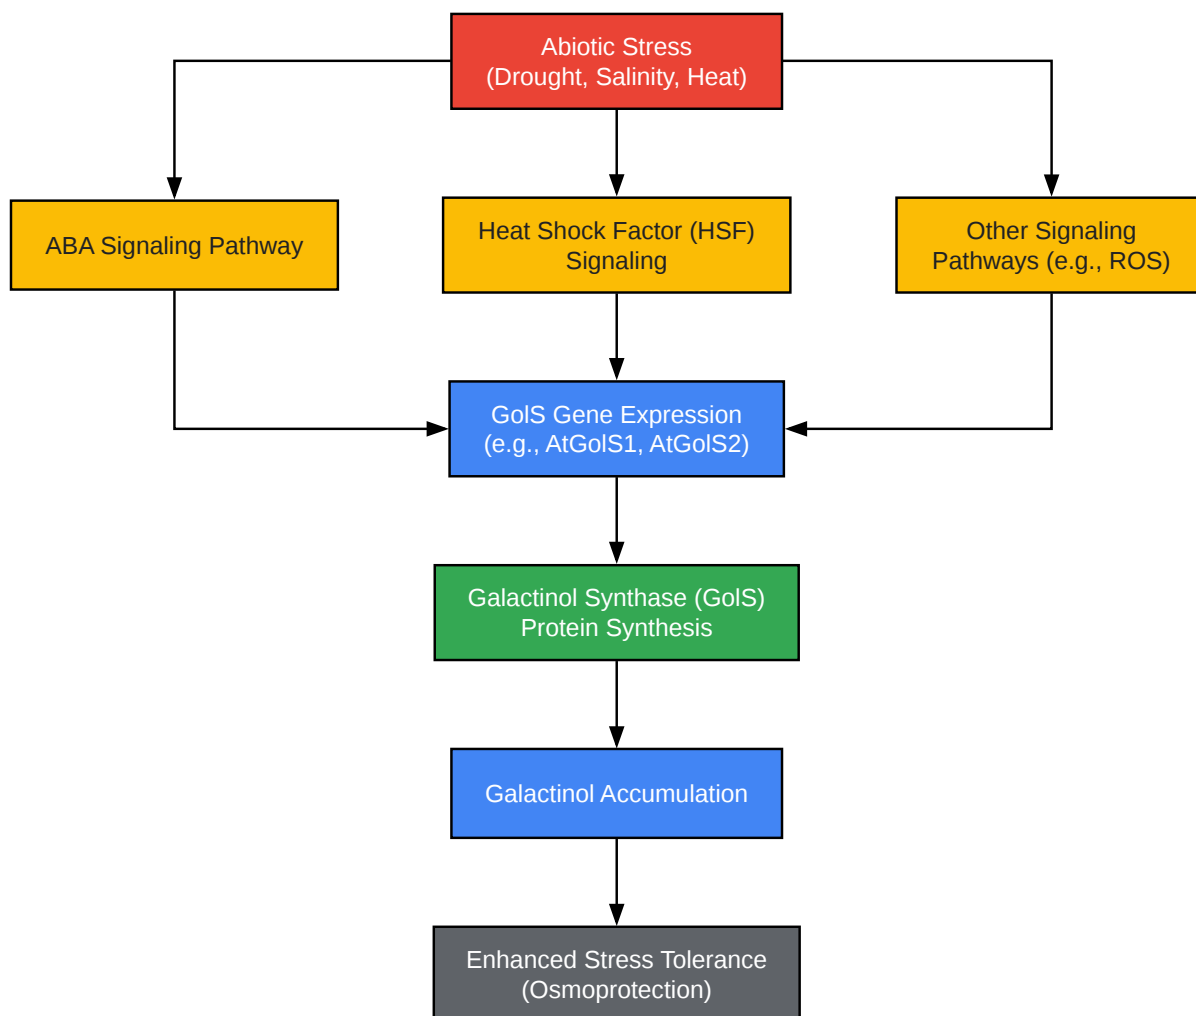 Abiotic Stress
(Drought, Salinity, Heat)
ABA Signaling Pathway
Heat Shock Factor (HSF)
Signaling
Other Signaling
Pathways (e.g., ROS)
GolS Gene Expression
(e.g., AtGolS1, AtGolS2)
Galactinol Synthase (GolS)
Protein Synthesis
Galactinol Accumulation
Enhanced Stress Tolerance
(Osmoprotection)